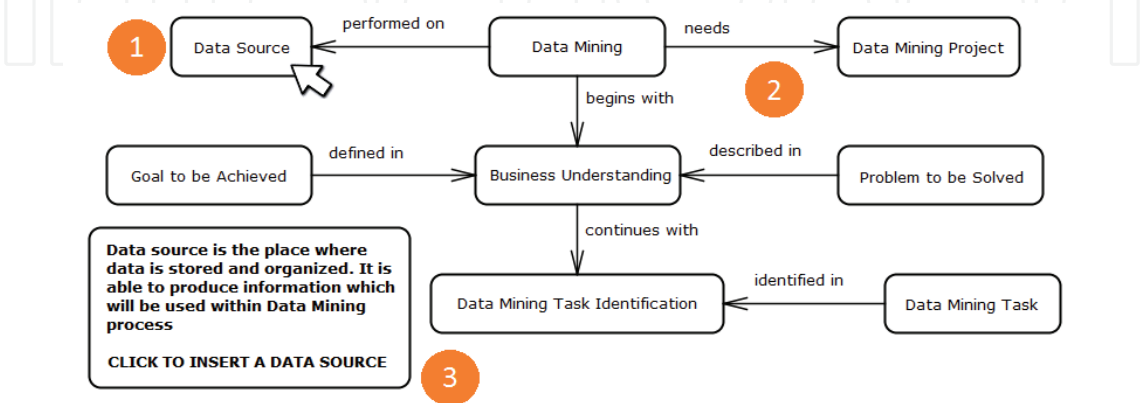 performed on
needs
1
Data Source
Data Mining
Data Mining Project
2
begins with
defined in
described in
Goal to be Achieved
Business Understanding
Problem to be Solved
continues with
Data source is the place where
data is stored and organized. It is
able to produce information which
will be used within Data Mining
process
CLICK TO INSERT A DATA SOURCE
identified in
Data Mining Task Identification
Data Mining Task
3